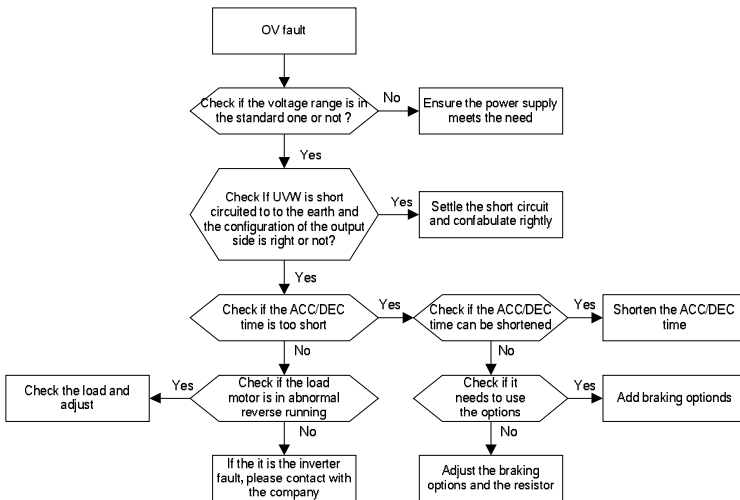 OV fault
Check if the voltage range is in
the standard one or not ?
No
Ensure the power supply
meets the need
Yes
Check If UVW is short
circuited to to the earth and
the configuration of the output
side is right or not?
Yes
Settle the short circuit
and confabulate rightly
Yes
Check if the ACC/DEC
time is too short
Yes
Check if the ACC/DEC
time can be shortened
Yes
Shorten the ACC/DEC
time
No
No
Check the load and
adjust
Yes
Check if the load
motor is in abnormal
reverse running
Check if it
needs to use
the options
Yes
Add braking optionds
No
No
If the it is the inverter
fault, please contact with
the company
Adjust the braking
options and the resistor